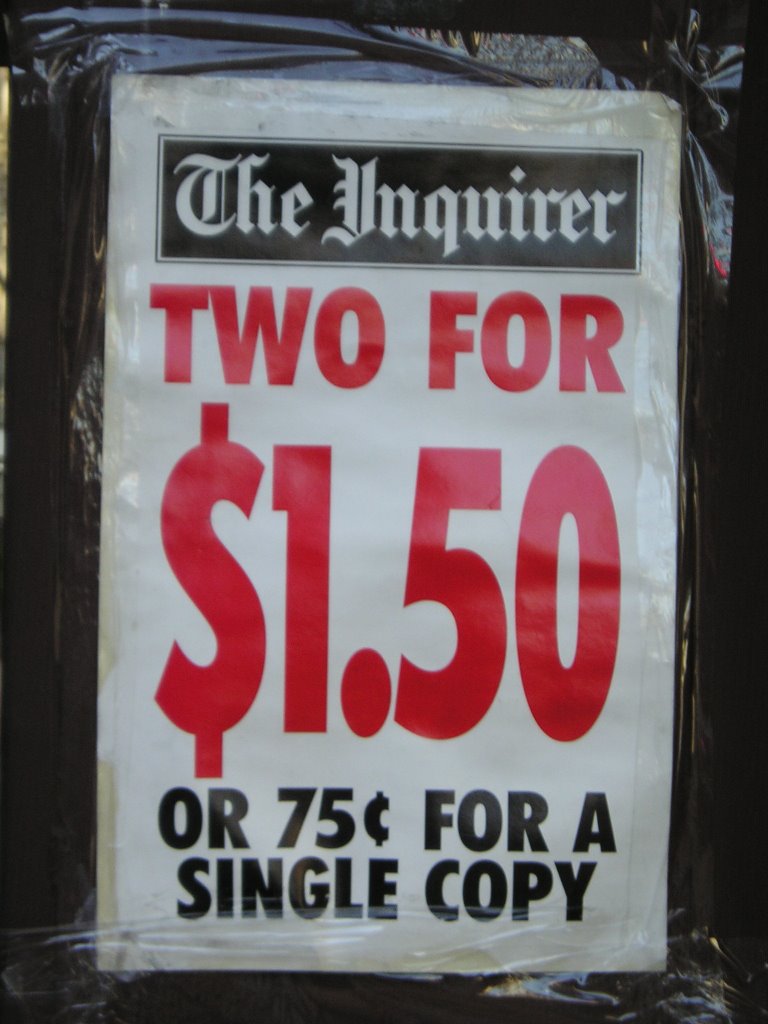 The Inquirer
TWO FOR
$1.50
OR 75¢ FOR A
SINGLE COPY